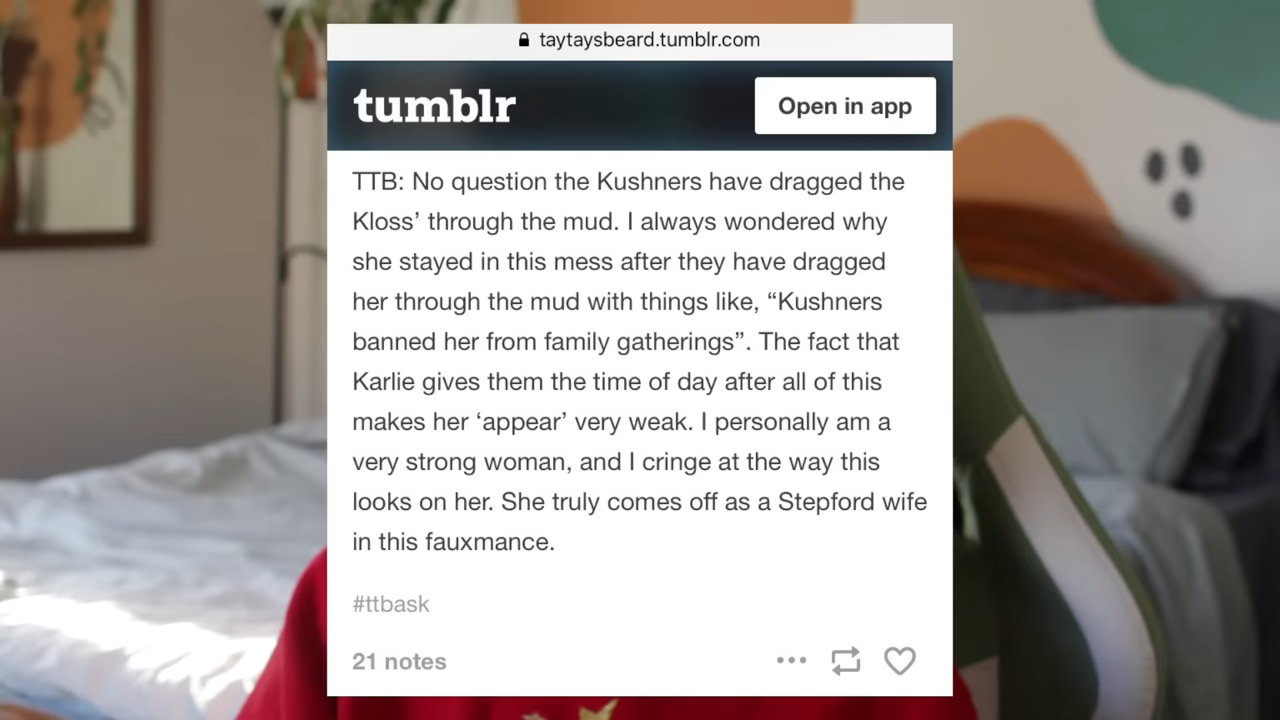 taytaysbeard.tumblr.com
tumblr
Open in app
TTB: No question the Kushners have dragged the
Kloss’ through the mud. I always wondered why
she stayed in this mess after they have dragged
her through the mud with things like, “Kushners
banned her from family gatherings”. The fact that
Karlie gives them the time of day after all of this
makes her ‘appear’ very weak. I personally am a
very strong woman, and I cringe at the way this
looks on her. She truly comes off as a Stepford wife
in this fauxmance.
#ttbask
21 notes